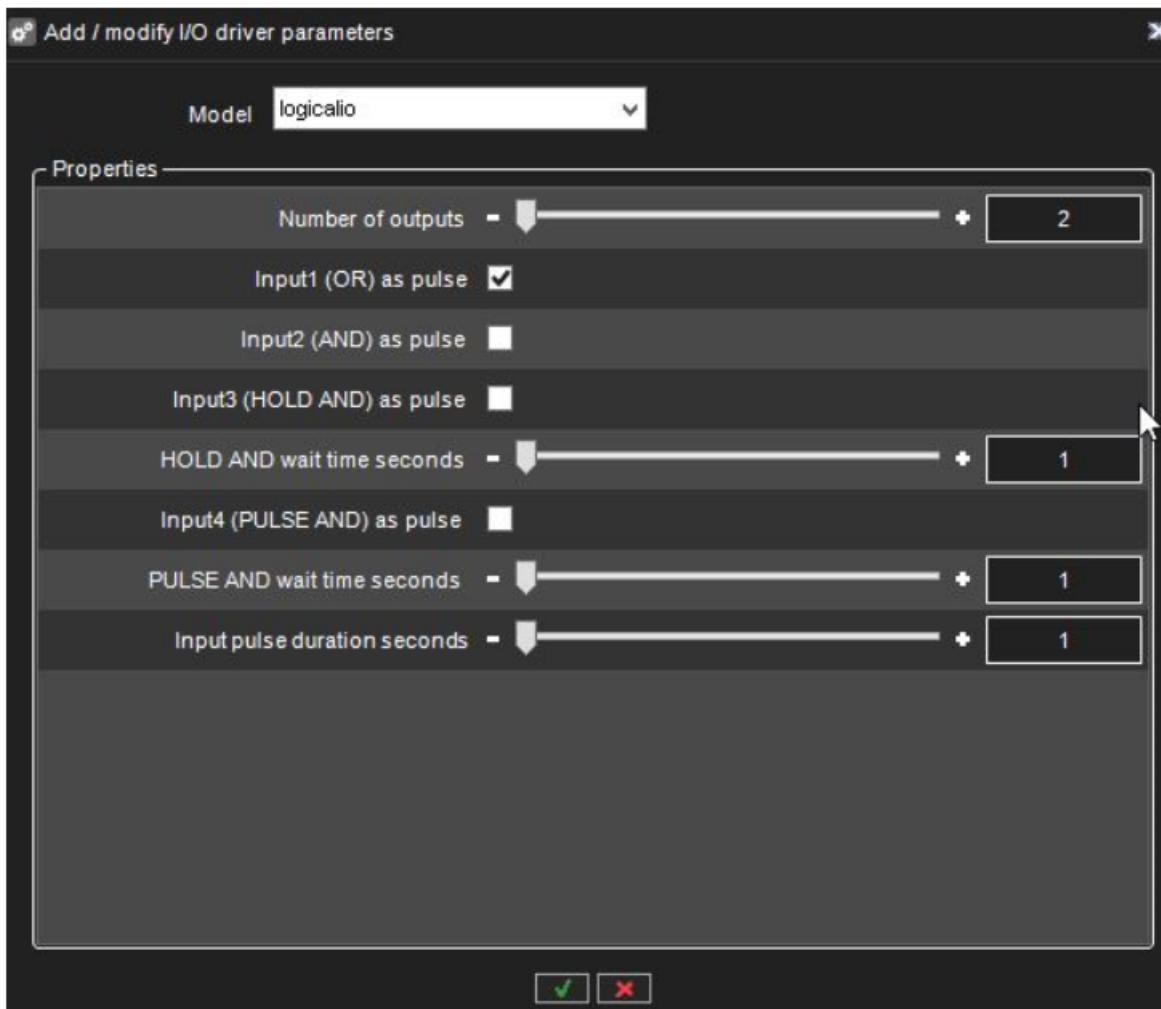 Add / modify I/O driver parameters
Model logicalio
Properties
Number of outputs - + 2
Input1 (OR) as pulse
Input2 (AND) as pulse
Input3 (HOLD AND) as pulse
HOLD AND wait time seconds - + 1
Input4 (PULSE AND) as pulse
PULSE AND wait time seconds - + 1
Input pulse duration seconds - + 1